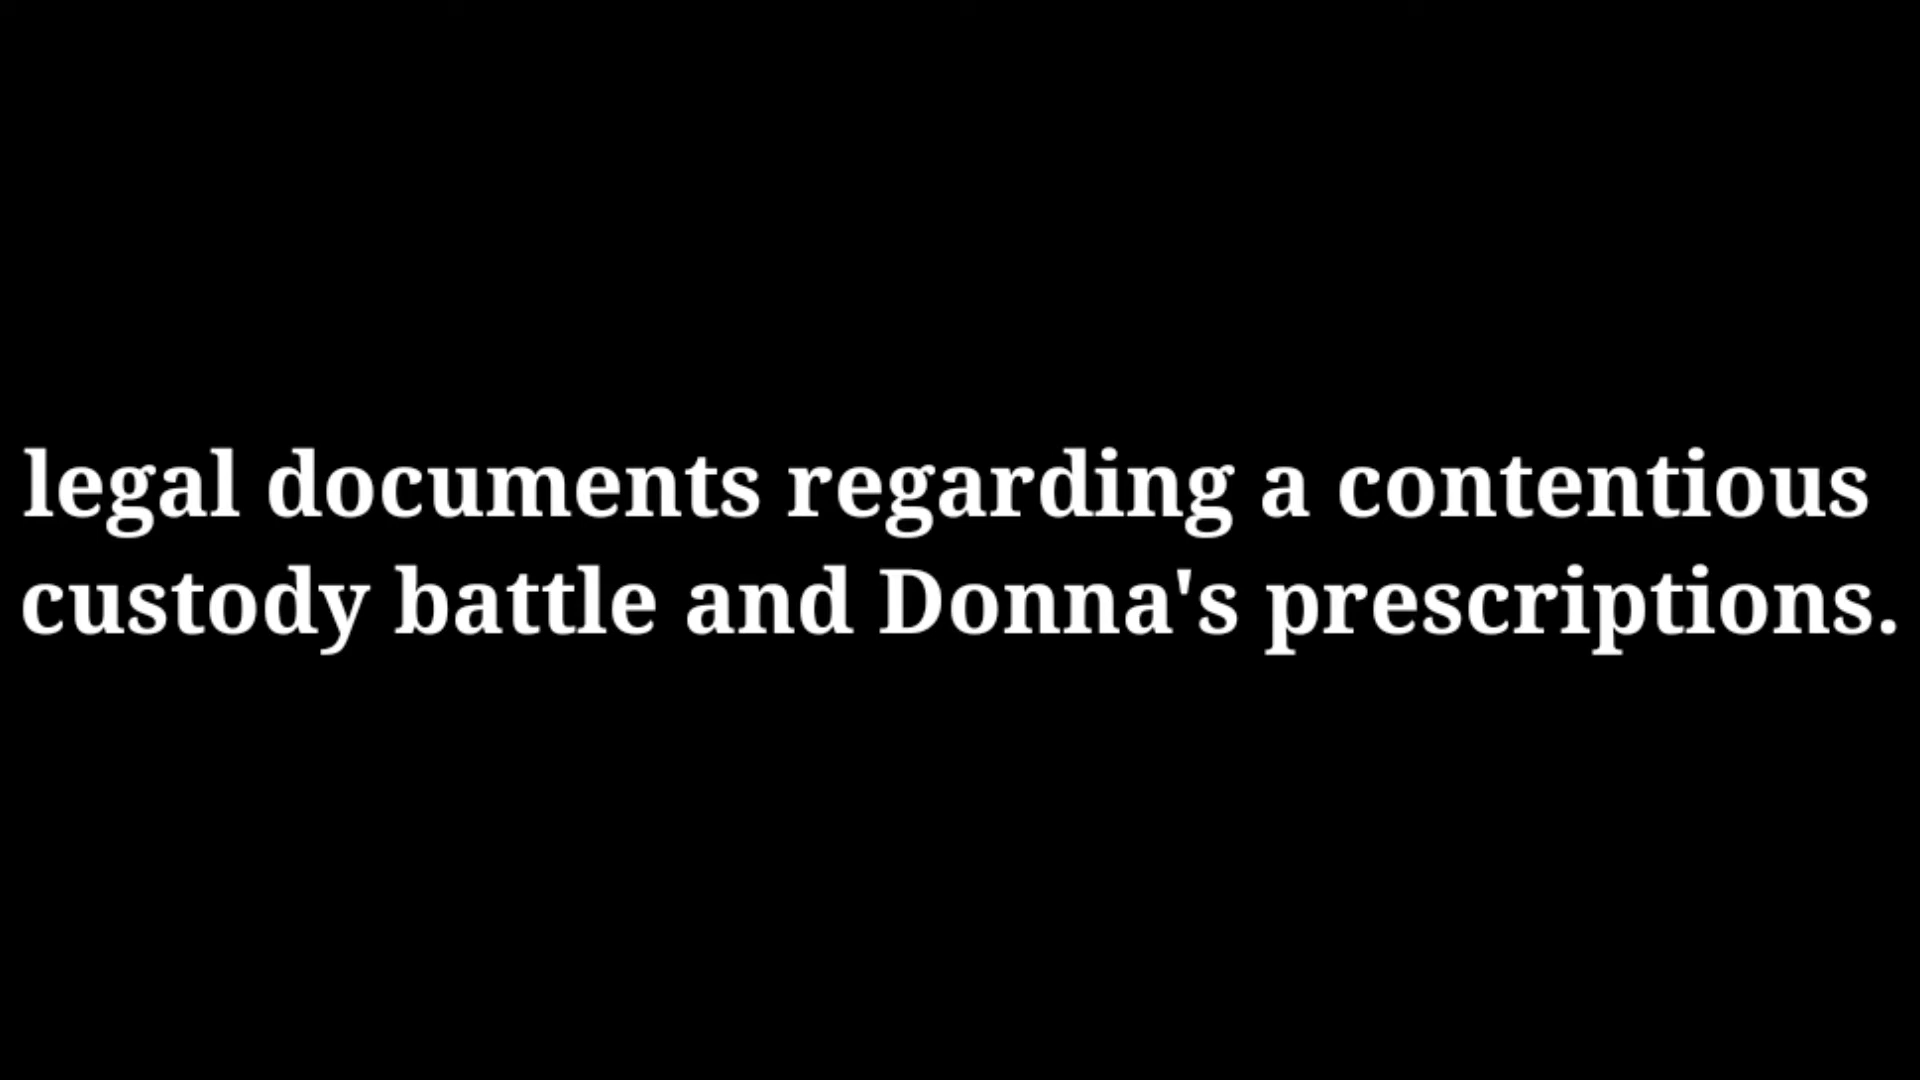 legal documents regarding a contentious
custody battle and Donna's prescriptions.